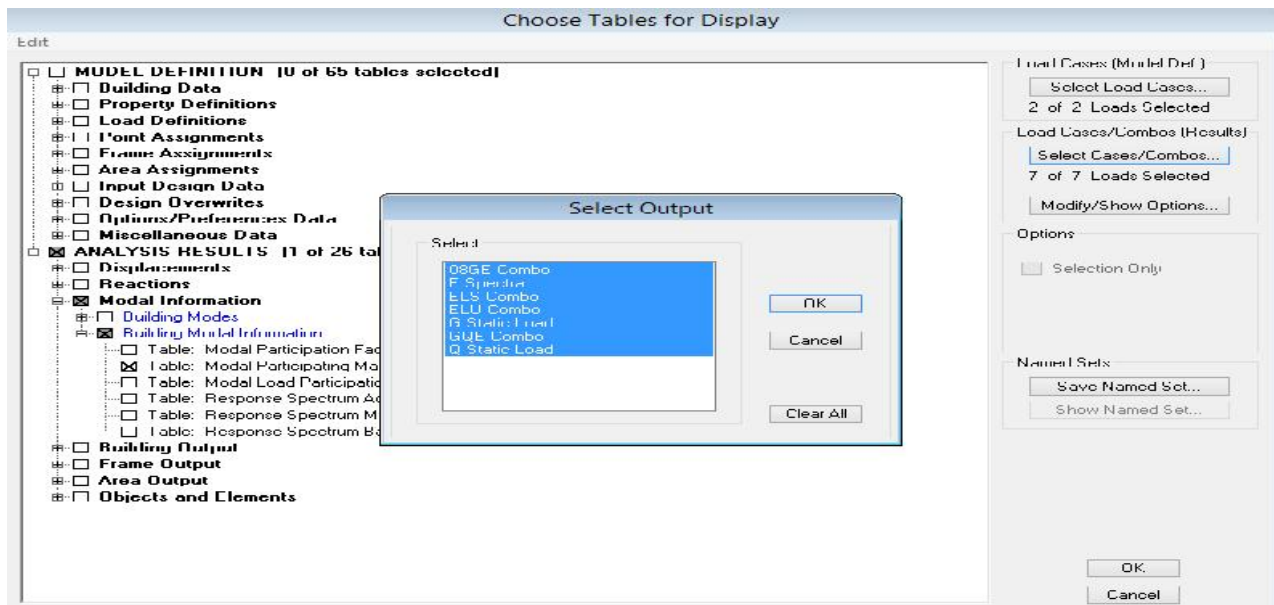 Choose Tables for Display
Edit
MODEL DEFINITION (0 of 65 tables selected)
Building Data
Property Definitions
Load Definitions
Point Assignments
Frame Assignments
Area Assignments
Input Design Data
Design Overwrites
Options/Preferences Data
Miscellaneous Data
ANALYSIS RESULTS (1 of 26 tal
Displacements
Reactions
Modal Information
Building Modes
Building Modal Information
Table: Modal Participation Fac
Table: Modal Participating Ma
Table: Modal Load Participatio
Table: Response Spectrum Ac
Table: Response Spectrum M
Table: Response Spectrum Ba
Building Output
Frame Output
Area Output
Objects and Elements
Select Output
Select
08GE Combo
E Spectra
ELS Combo
ELU Combo
G Static Load
GQE Combo
Q Static Load
OK
Cancel
Clear All
Load Cases (Model Def.)
Select Load Cases...
2 of 2 Loads Selected
Load Cases/Combos (Results)
Select Cases/Combos...
7 of 7 Loads Selected
Modify/Show Options...
Options
Selection Only
Named Sets
Save Named Set...
Show Named Set...
OK
Cancel